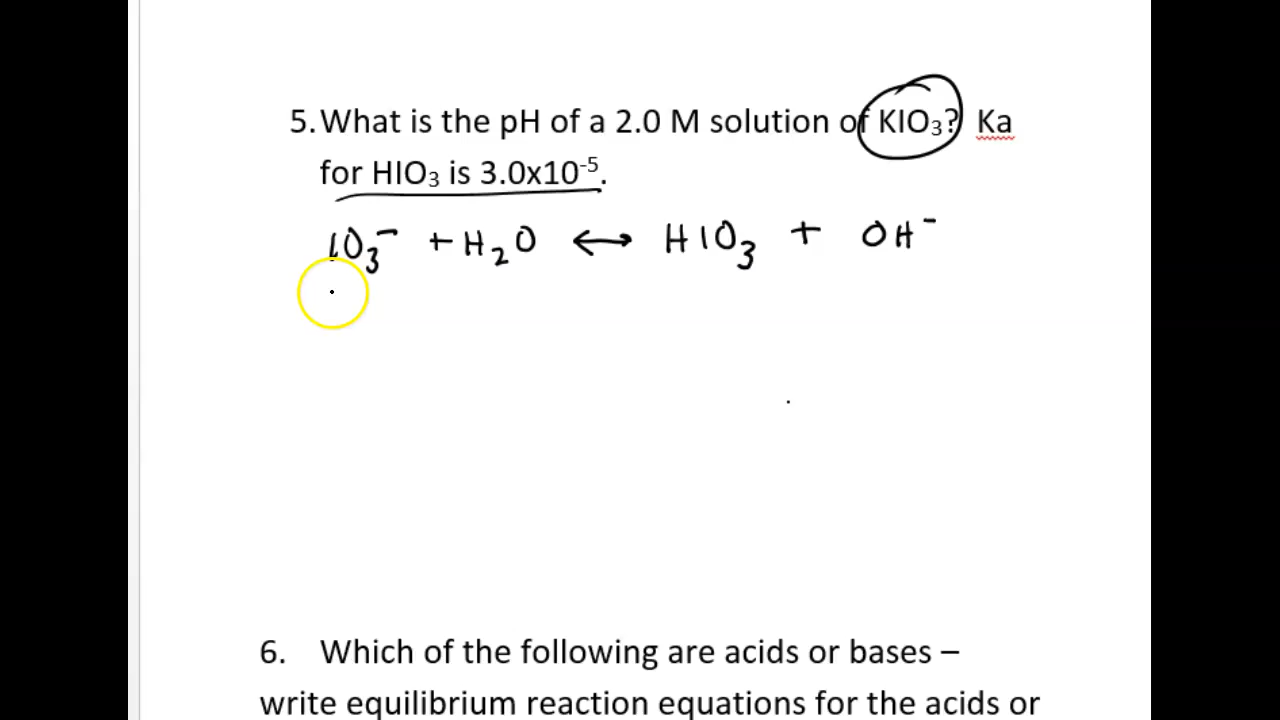 5. What is the pH of a 2.0 M solution of KIO₃? Ka
for HIO₃ is 3.0x10⁻⁵.
IO₃⁻ + H₂O ↔ HIO₃ + OH⁻
6. Which of the following are acids or bases –
write equilibrium reaction equations for the acids or